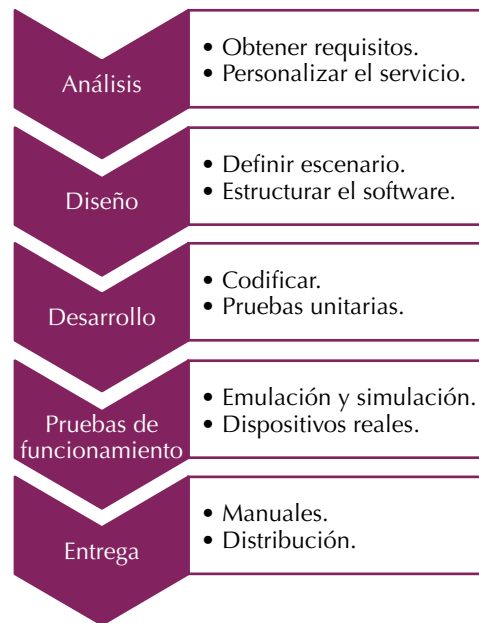 Análisis
• Obtener requisitos.
• Personalizar el servicio.
Diseño
• Definir escenario.
• Estructurar el software.
Desarrollo
• Codificar.
• Pruebas unitarias.
Pruebas de
funcionamiento
• Emulación y simulación.
• Dispositivos reales.
Entrega
• Manuales.
• Distribución.